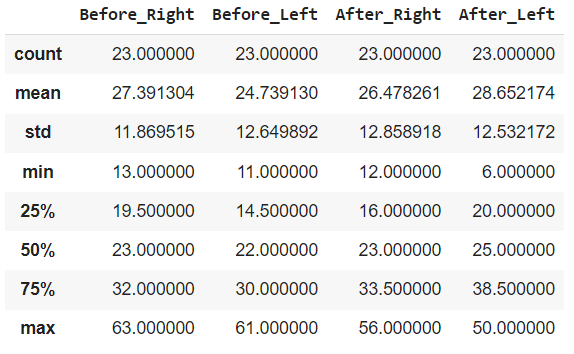 Before_Right Before_Left After_Right After_Left
count 23.000000 23.000000 23.000000 23.000000
mean 27.391304 24.739130 26.478261 28.652174
std 11.869515 12.649892 12.858918 12.532172
min 13.000000 11.000000 12.000000 6.000000
25% 19.500000 14.500000 16.000000 20.000000
50% 23.000000 22.000000 23.000000 25.000000
75% 32.000000 30.000000 33.500000 38.500000
max 63.000000 61.000000 56.000000 50.000000